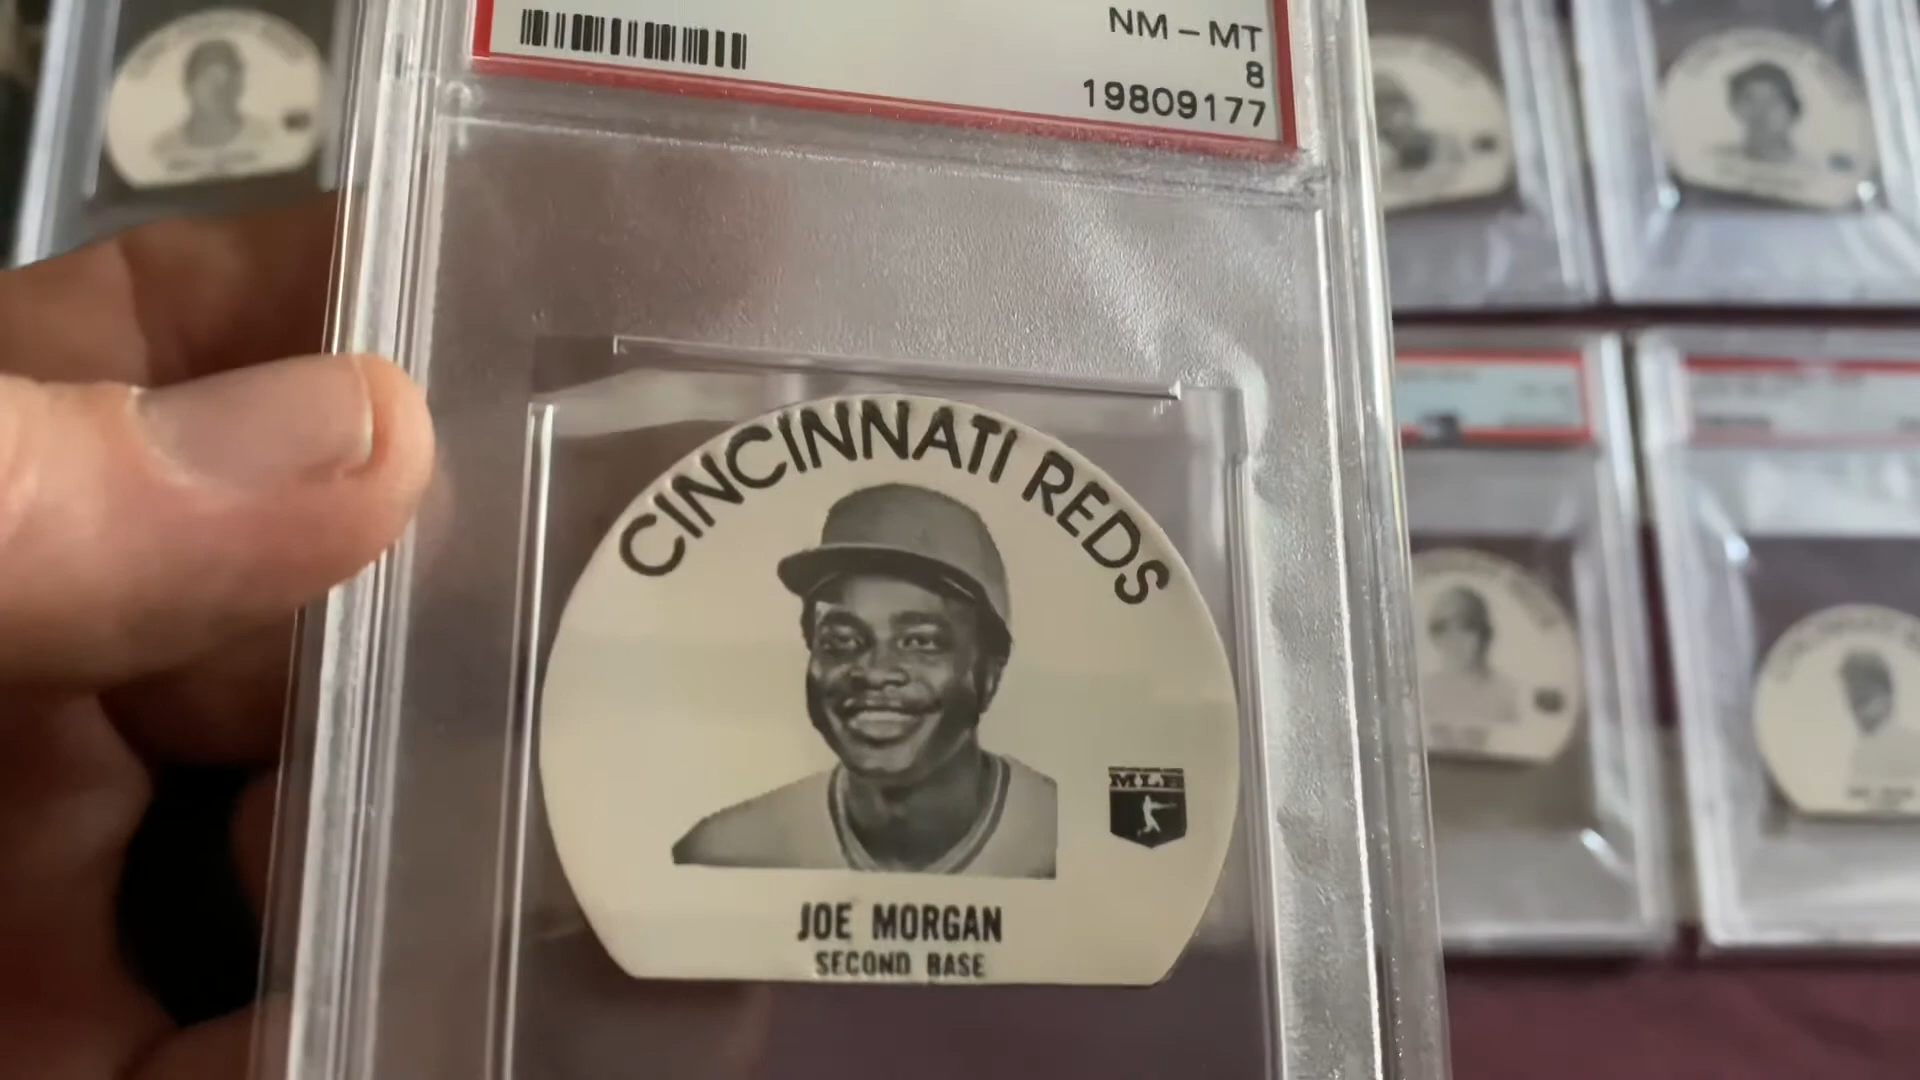 NM - MT
8
19809177
CINCINNATI REDS
MLB
JOE MORGAN
SECOND BASE